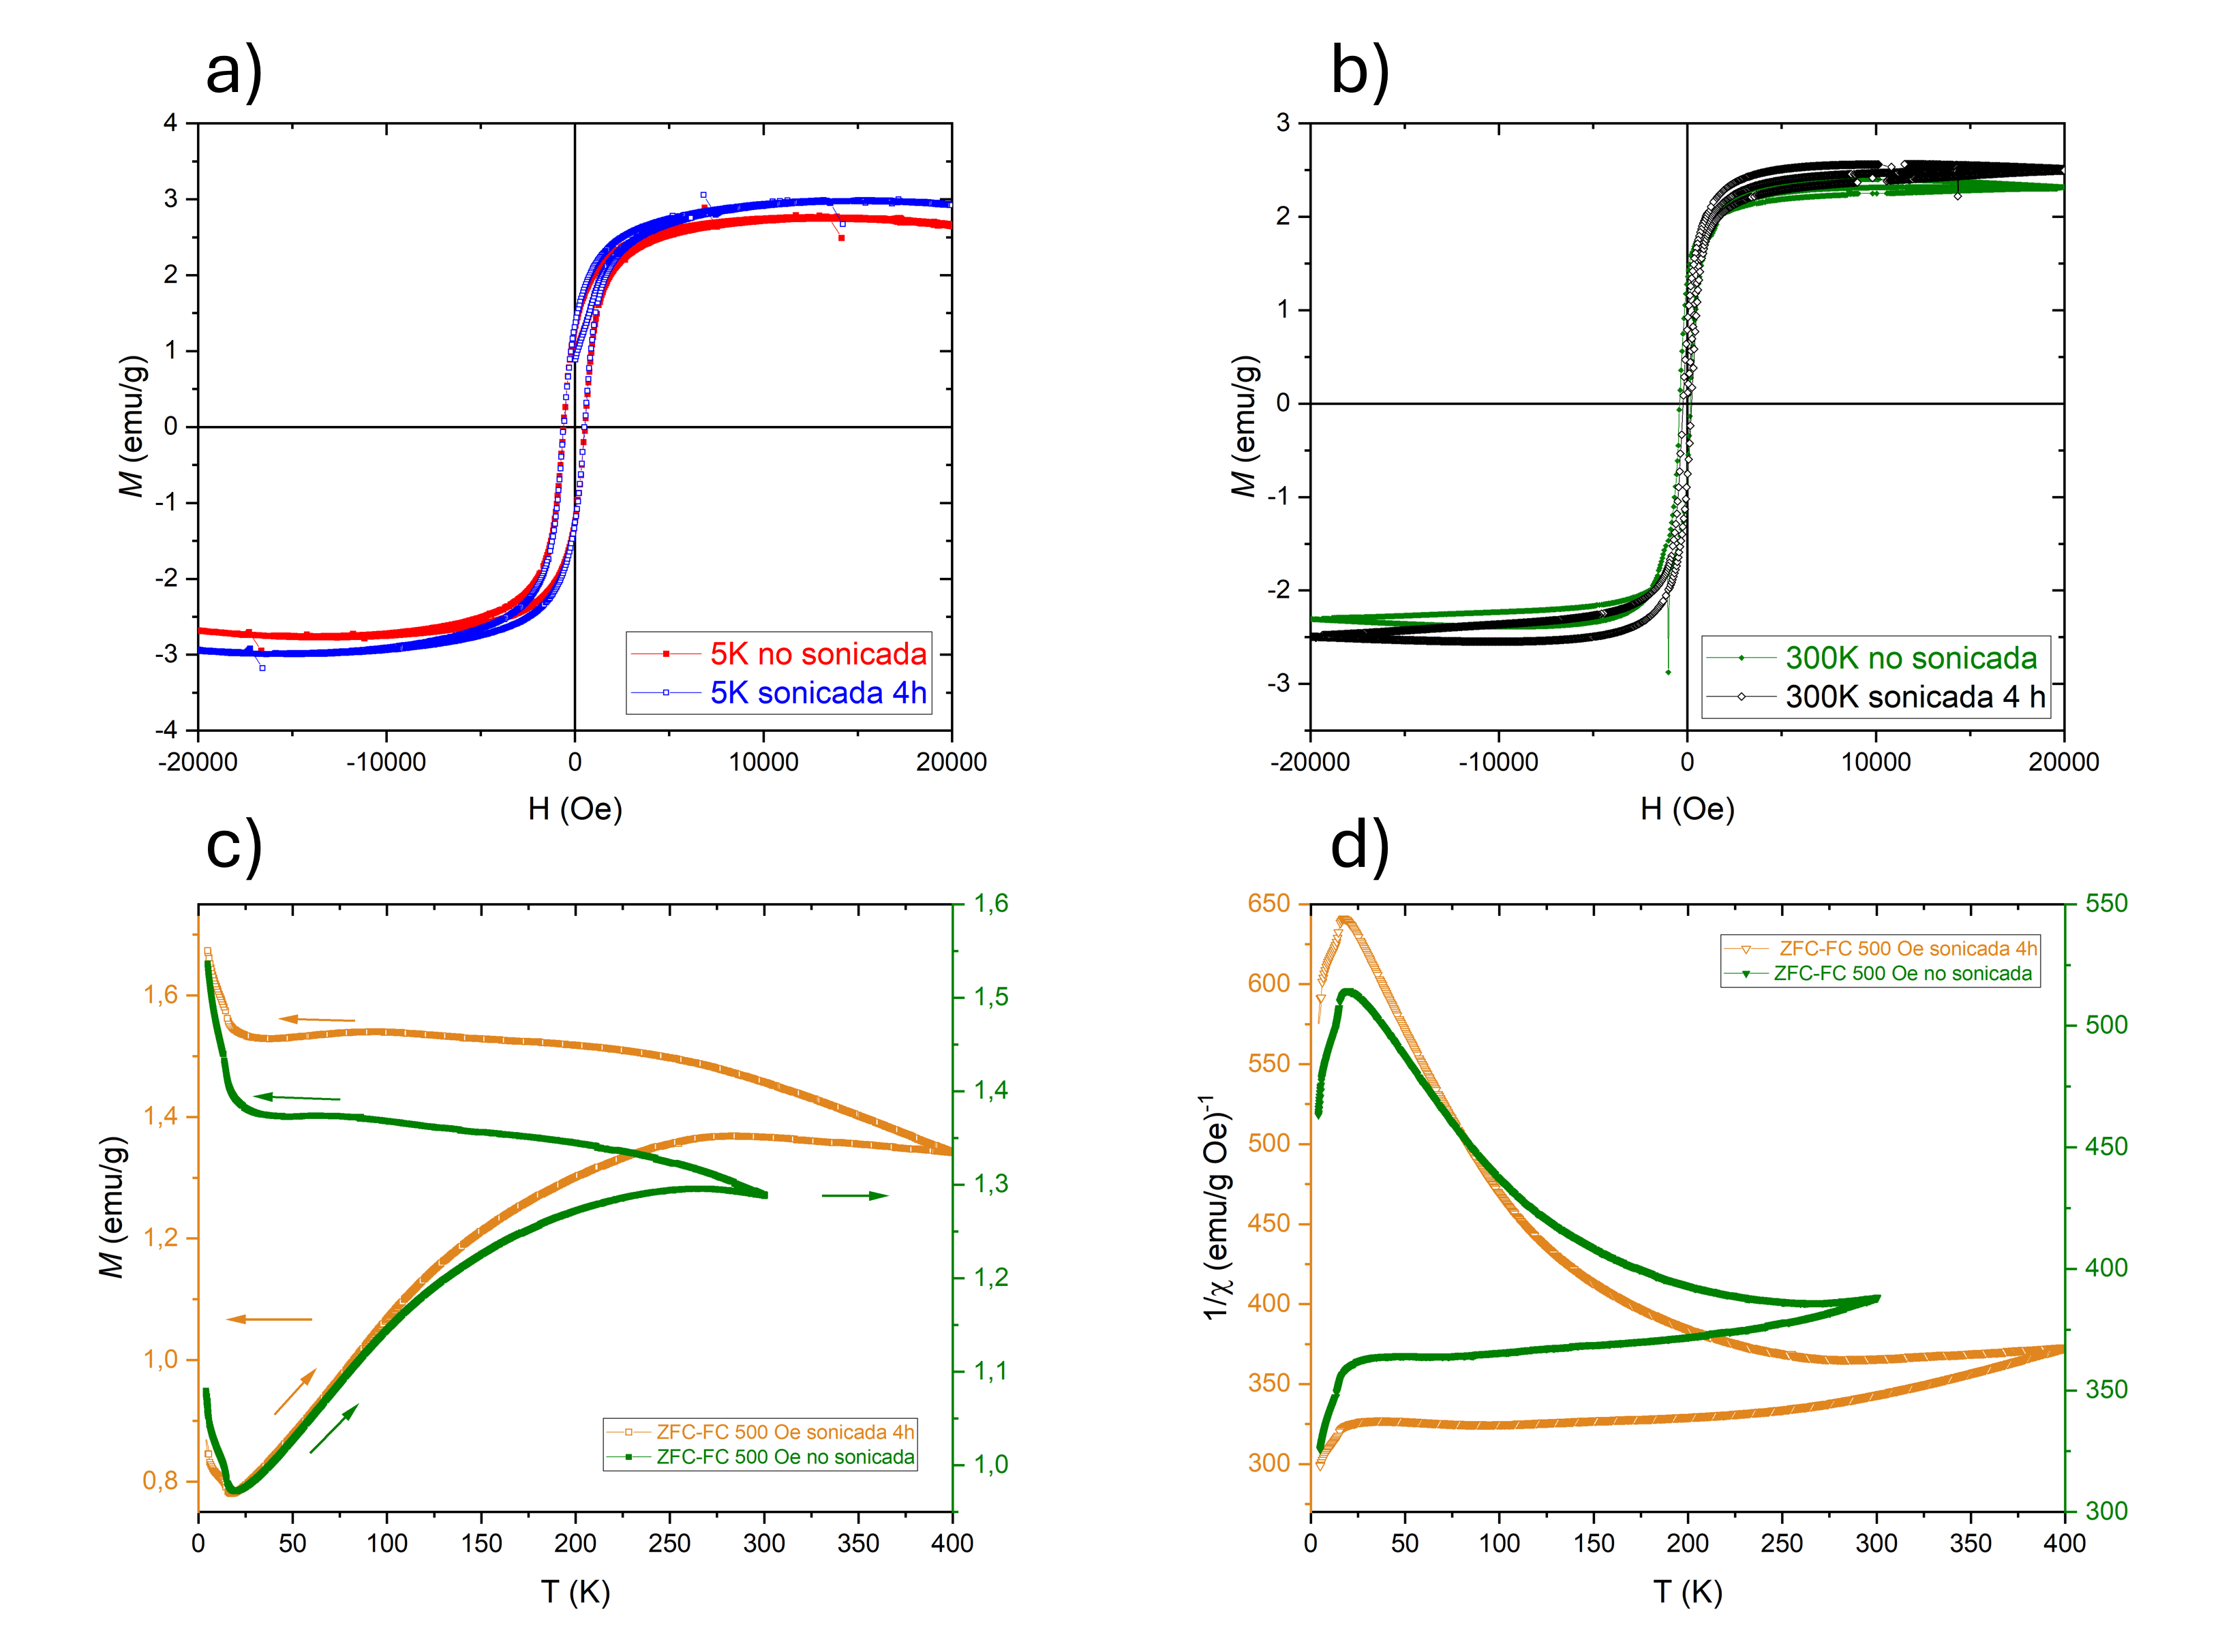 a)
4
3
2
1
0
-1
-2
-3
-4
M (emu/g)
5K no sonicada
5K sonicada 4h
-20000 -10000 0 10000 20000
H (Oe)
b)
3
2
1
0
-1
-2
-3
M (emu/g)
300K no sonicada
300K sonicada 4 h
-20000 -10000 0 10000 20000
H (Oe)
c)
1,6
1,4
1,2
1,0
0,8
M (emu/g)
1,6
1,5
1,4
1,3
1,2
1,1
1,0
ZFC-FC 500 Oe sonicada 4h
ZFC-FC 500 Oe no sonicada
0 50 100 150 200 250 300 350 400
T (K)
d)
650
600
550
500
450
400
350
300
1/χ (emu/g Oe)⁻¹
550
500
450
400
350
300
ZFC-FC 500 Oe sonicada 4h
ZFC-FC 500 Oe no sonicada
0 50 100 150 200 250 300 350 400
T (K)